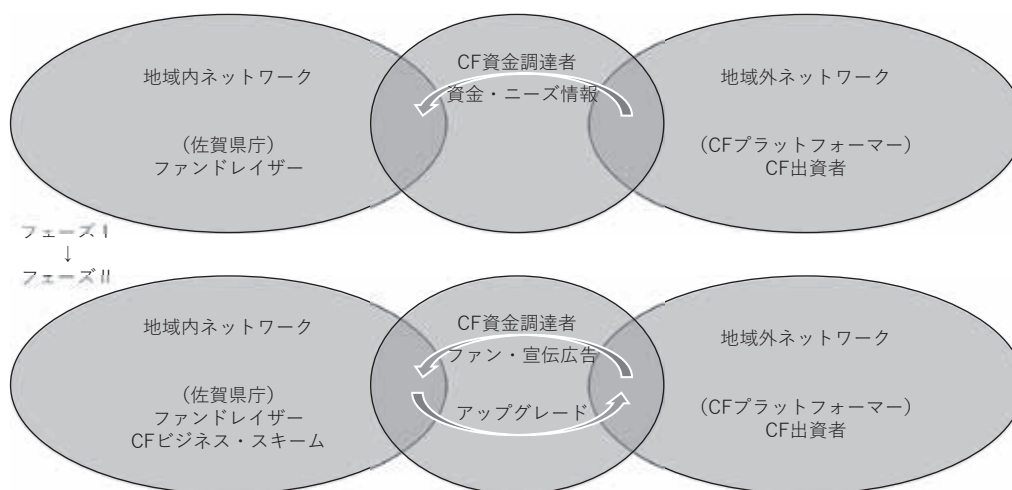 地域内ネットワーク
(佐賀県庁)
ファンドレイザー
CF資金調達者
資金・ニーズ情報
地域外ネットワーク
(CFプラットフォーマー)
CF出資者
フェーズⅠ
↓
フェーズⅡ
地域内ネットワーク
(佐賀県庁)
ファンドレイザー
CFビジネス・スキーム
CF資金調達者
ファン・宣伝広告
アップグレード
地域外ネットワーク
(CFプラットフォーマー)
CF出資者